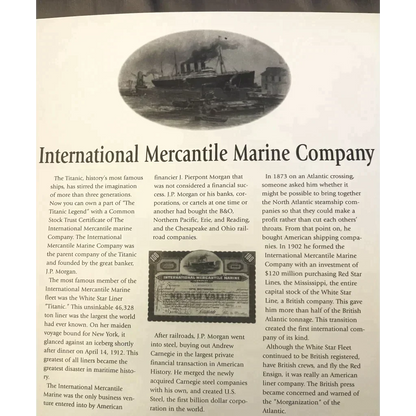 International Mercantile Marine Company
The Titanic, history's most famous
ships, has stirred the imagination
of more than three generations.
Now you can own a part of "The
Titanic Legend" with a Common
Stock Trust Certificate of The
International Mercantile marine
Company. The International
Mercantile Marine Company was
the parent company of the Titanic
and founded by the great banker,
J.P. Morgan.
The most famous member of the
International Mercantile Marine
fleet was the White Star Liner
"Titanic." This unsinkable 46,328
ton liner was the largest the world
had ever known. On her maiden
voyage bound for New York, it
glanced against an iceberg shortly
after dinner on April 14, 1912. This
greatest of all liners became the
greatest disaster in maritime histo-
ry.
The International Mercantile
Marine was the only business ven-
ture entered into by American
financier J. Pierpont Morgan that
was not considered a financial suc-
cess. J.P. Morgan or his banks, cor-
porations, or cartels at one time or
another had bought the B&O,
Northern Pacific, Erie, and Reading,
and the Chesapeake and Ohio rail-
road companies.
INTERNATIONAL MERCANTILE MARINE
NO PAR VALUE
After railroads, J.P. Morgan went
into steel, buying out Andrew
Carnegie in the largest private
financial transaction in American
History. He merged the newly
acquired Carnegie steel companies
with his own, and created U.S.
Steel, the first billion dollar corpo-
ration in the world.
In 1873 on an Atlantic crossing,
someone asked him whether it
might be possible to bring together
the North Atlantic steamship com-
panies so that they could make a
profit rather than cut each others'
throats. From that point on, he
bought American shipping compa-
nies. In 1902 he formed the
International Mercantile Marine
Company with an investment of
$120 million purchasing Red Star
Lines, the Mississippi, the entire
capital stock of the White Star
Line, a British company. This gave
him more than half of the British
Atlantic tonnage. This transition
created the first international com-
pany of its kind.
Although the White Star Fleet
continued to be British registered,
have British crews, and fly the Red
Ensign, it was really an American
liner company. The British press
became concerned and warned of
the "Morganization" of the
Atlantic.